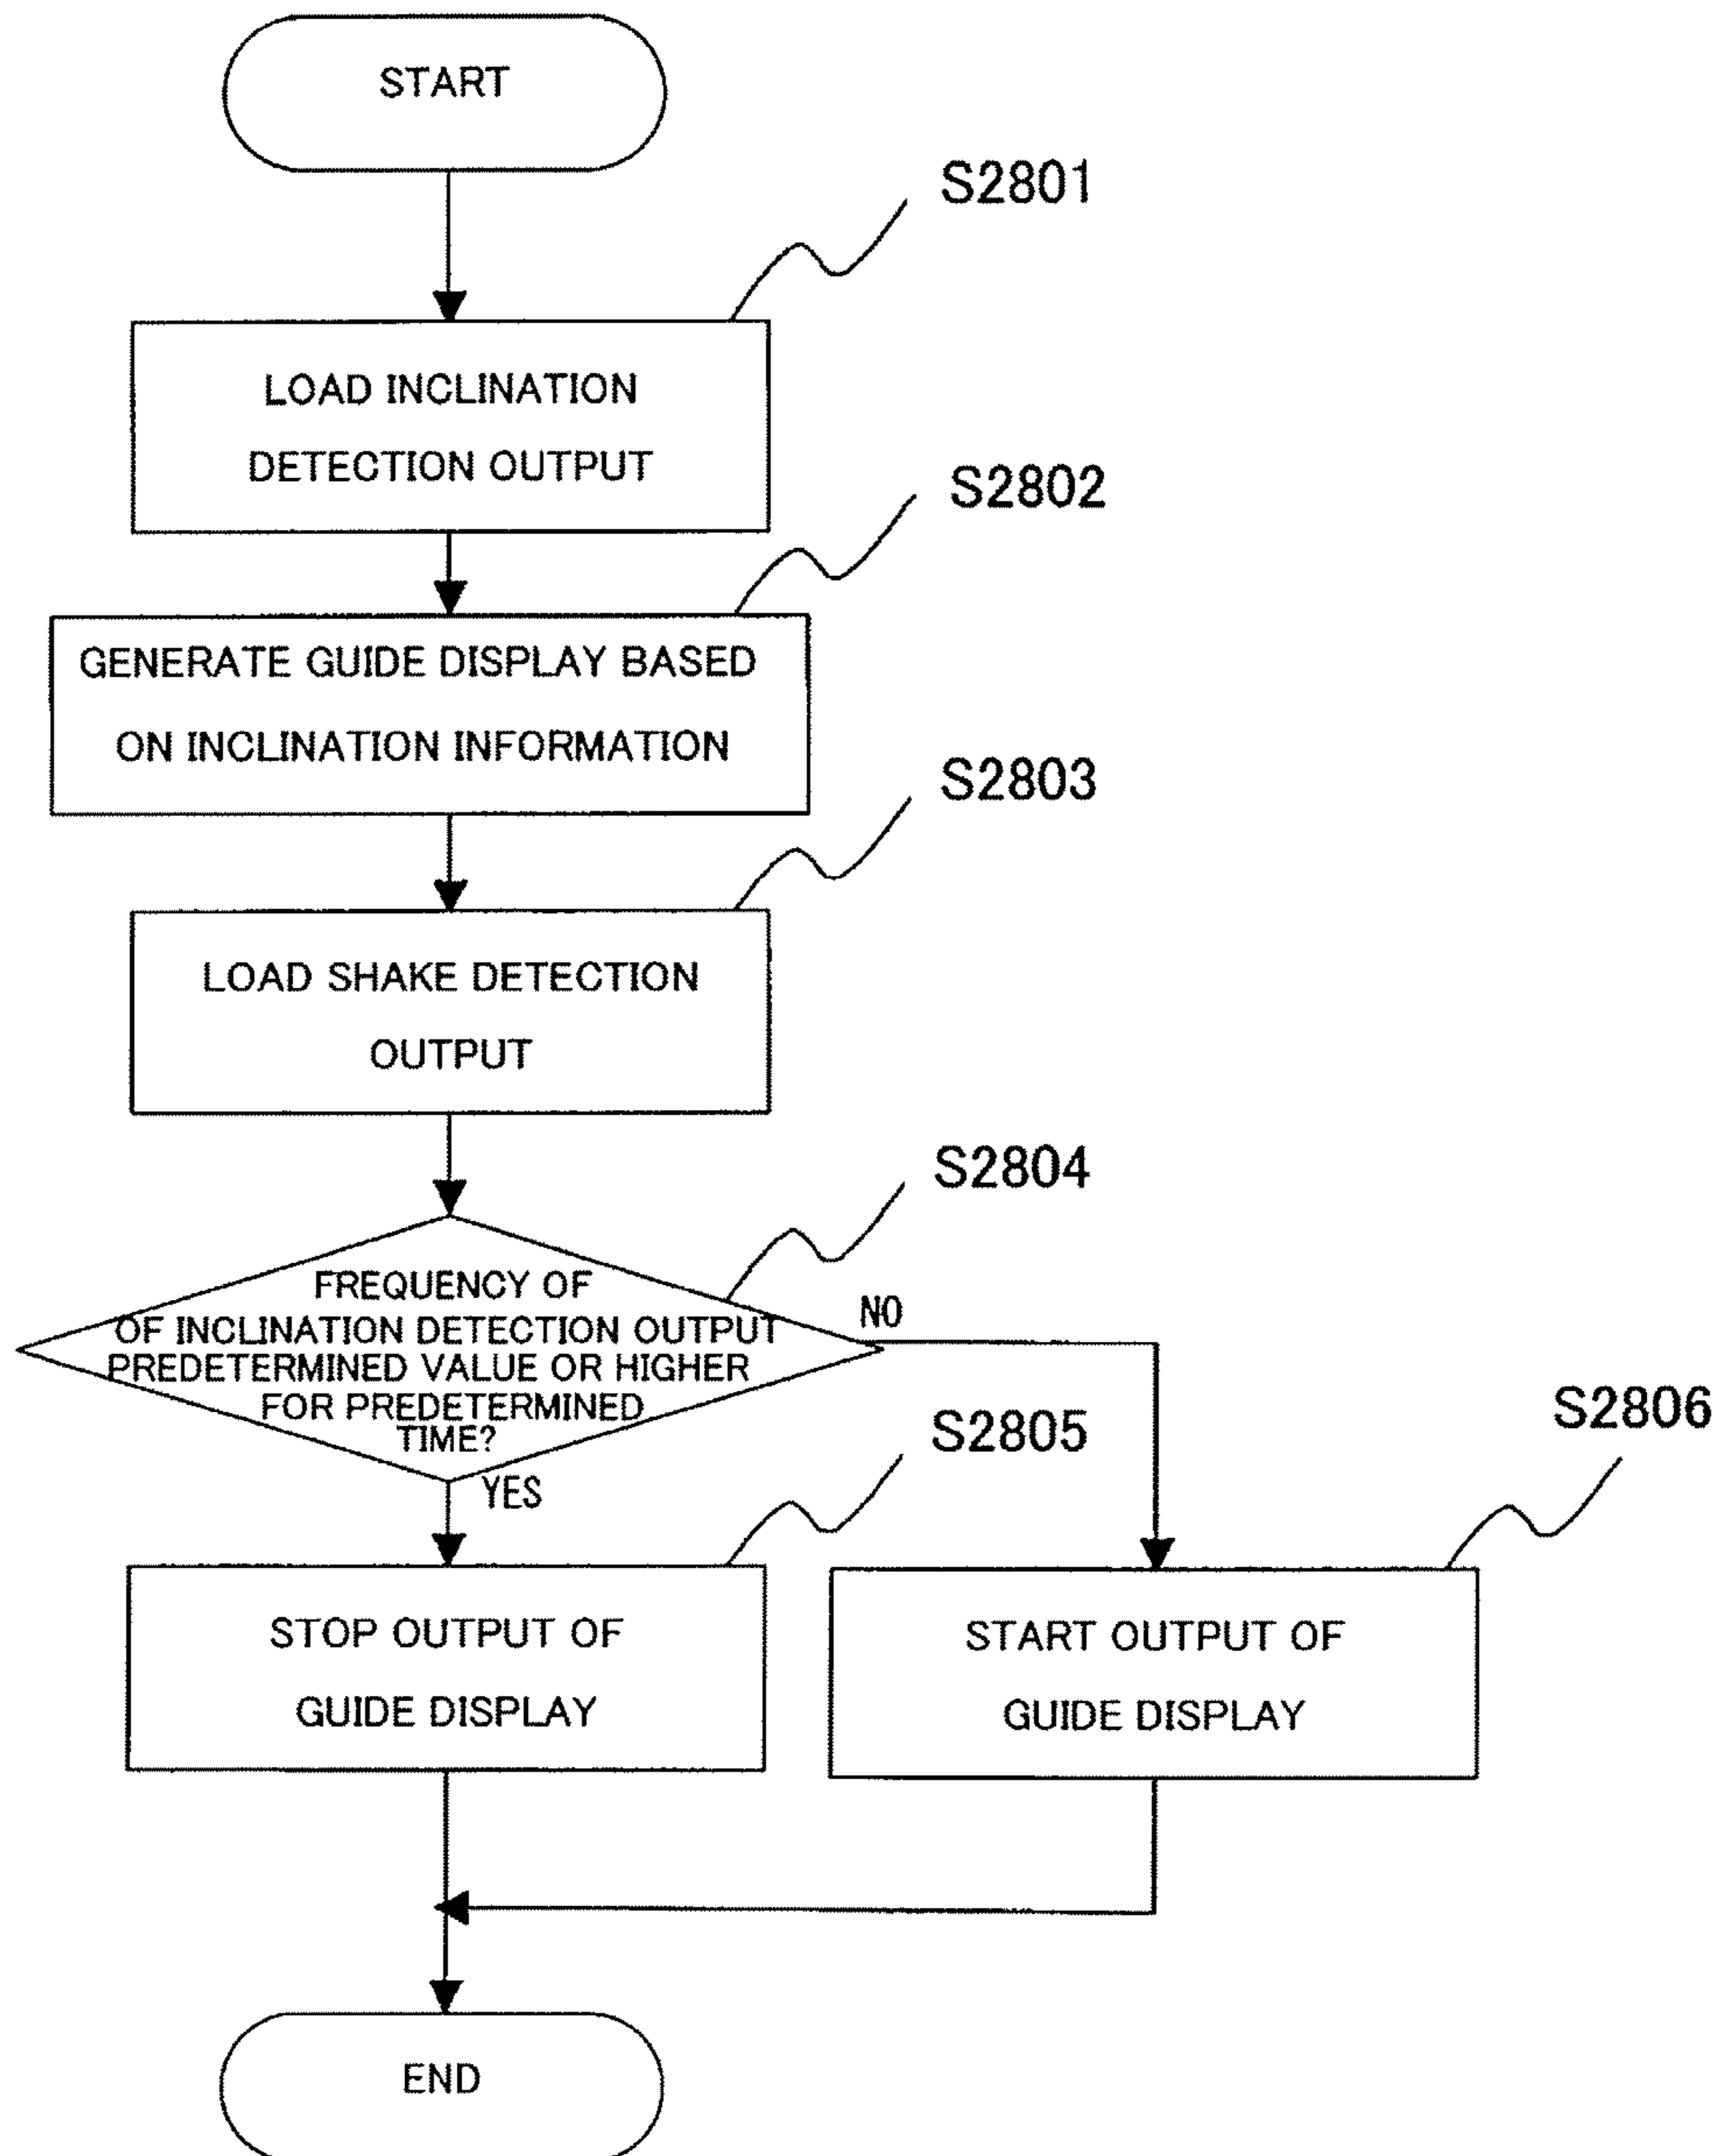 START
S2801
LOAD INCLINATION
DETECTION OUTPUT
S2802
GENERATE GUIDE DISPLAY BASED
ON INCLINATION INFORMATION
S2803
LOAD SHAKE DETECTION
OUTPUT
S2804
FREQUENCY OF
OF INCLINATION DETECTION OUTPUT
PREDETERMINED VALUE OR HIGHER
FOR PREDETERMINED
TIME?
NO
YES
S2805
STOP OUTPUT OF
GUIDE DISPLAY
S2806
START OUTPUT OF
GUIDE DISPLAY
END